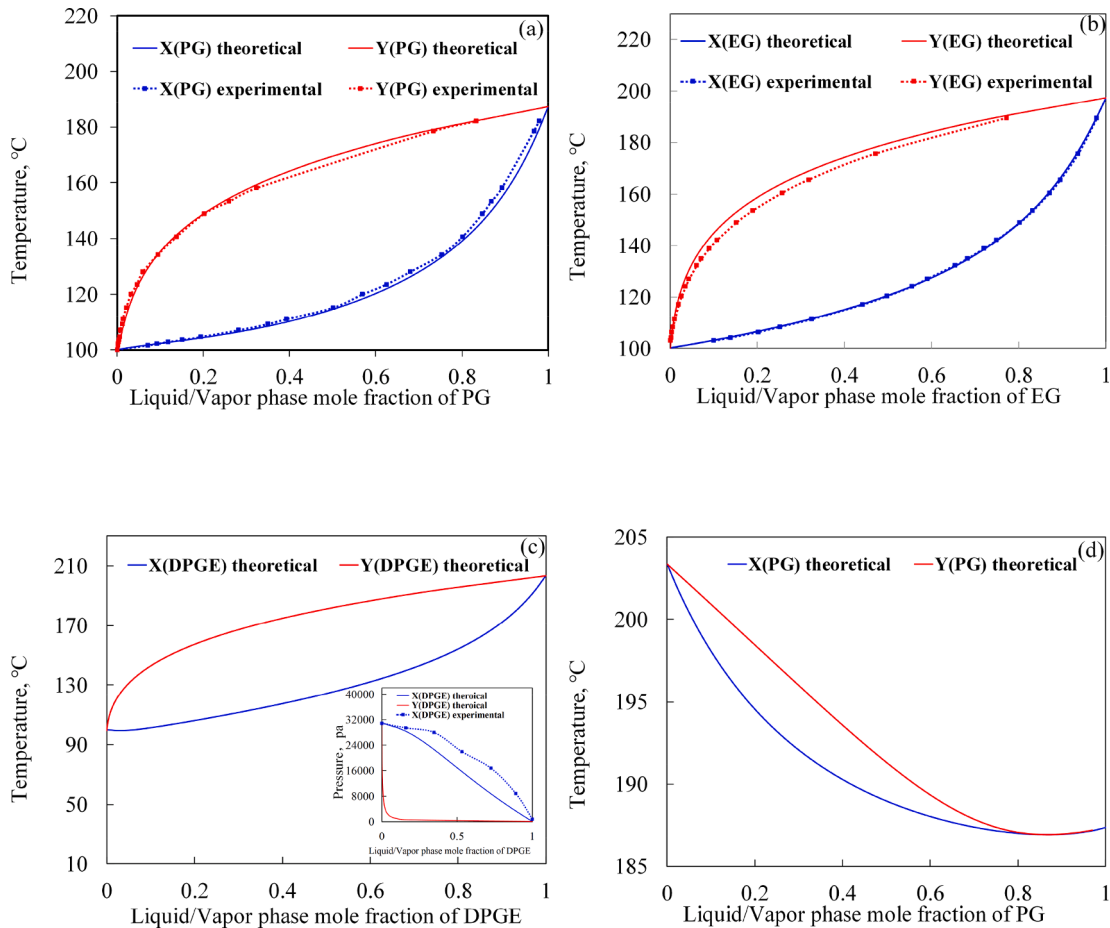 (a)
X(PG) theoretical
Y(PG) theoretical
X(PG) experimental
Y(PG) experimental
Temperature, °C
220
200
180
160
140
120
100
0 0.2 0.4 0.6 0.8 1
Liquid/Vapor phase mole fraction of PG
(b)
X(EG) theoretical
Y(EG) theoretical
X(EG) experimental
Y(EG) experimental
Temperature, °C
220
200
180
160
140
120
100
0 0.2 0.4 0.6 0.8 1
Liquid/Vapor phase mole fraction of EG
(c)
X(DPGE) theoretical
Y(DPGE) theoretical
Temperature, °C
210
170
130
90
50
10
0 0.2 0.4 0.6 0.8 1
Liquid/Vapor phase mole fraction of DPGE
X(DPGE) theroical
Y(DPGE) theroical
X(DPGE) experimental
Pressure, pa
40000
32000
24000
16000
8000
0
0 0.5 1
Liquid/Vapor phase mole fraction of DPGE
(d)
X(PG) theoretical
Y(PG) theoretical
Temperature, °C
205
200
195
190
185
0 0.2 0.4 0.6 0.8 1
Liquid/Vapor phase mole fraction of PG